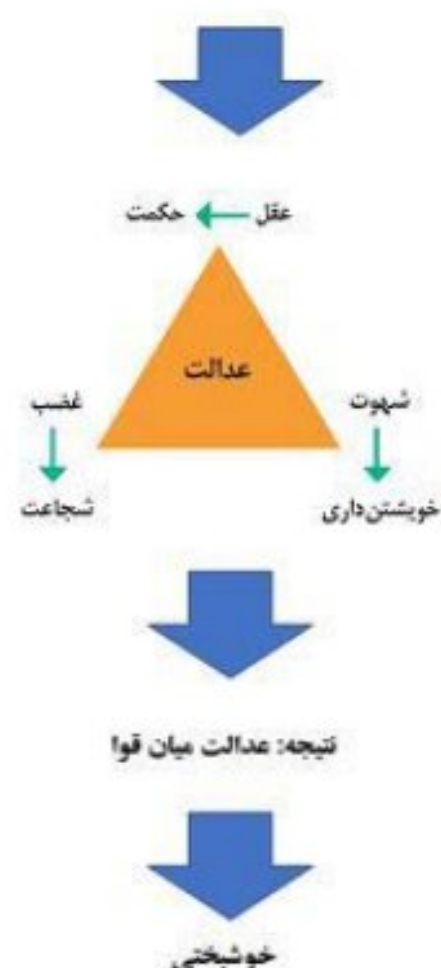 عقل حکمت
عدالت
شهوت غضب
خویشتن‌داری شجاعت
نتیجه: عدالت میان قوا
خوشبختی